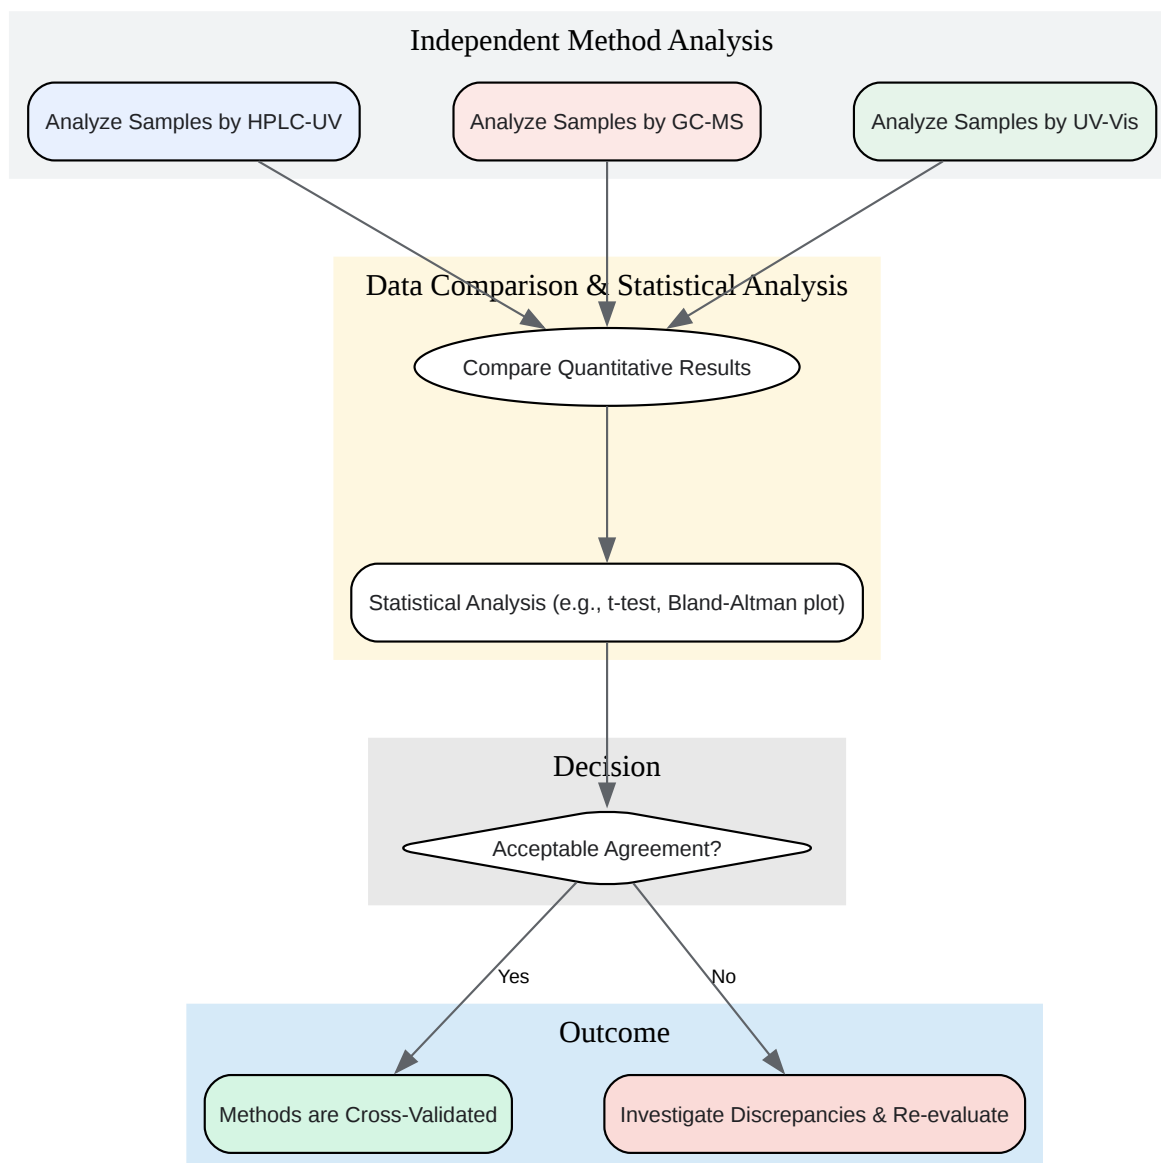 Independent Method Analysis
Analyze Samples by HPLC-UV
Analyze Samples by GC-MS
Analyze Samples by UV-Vis
Data Comparison & Statistical Analysis
Compare Quantitative Results
Statistical Analysis (e.g., t-test, Bland-Altman plot)
Decision
Acceptable Agreement?
Yes
No
Outcome
Methods are Cross-Validated
Investigate Discrepancies & Re-evaluate